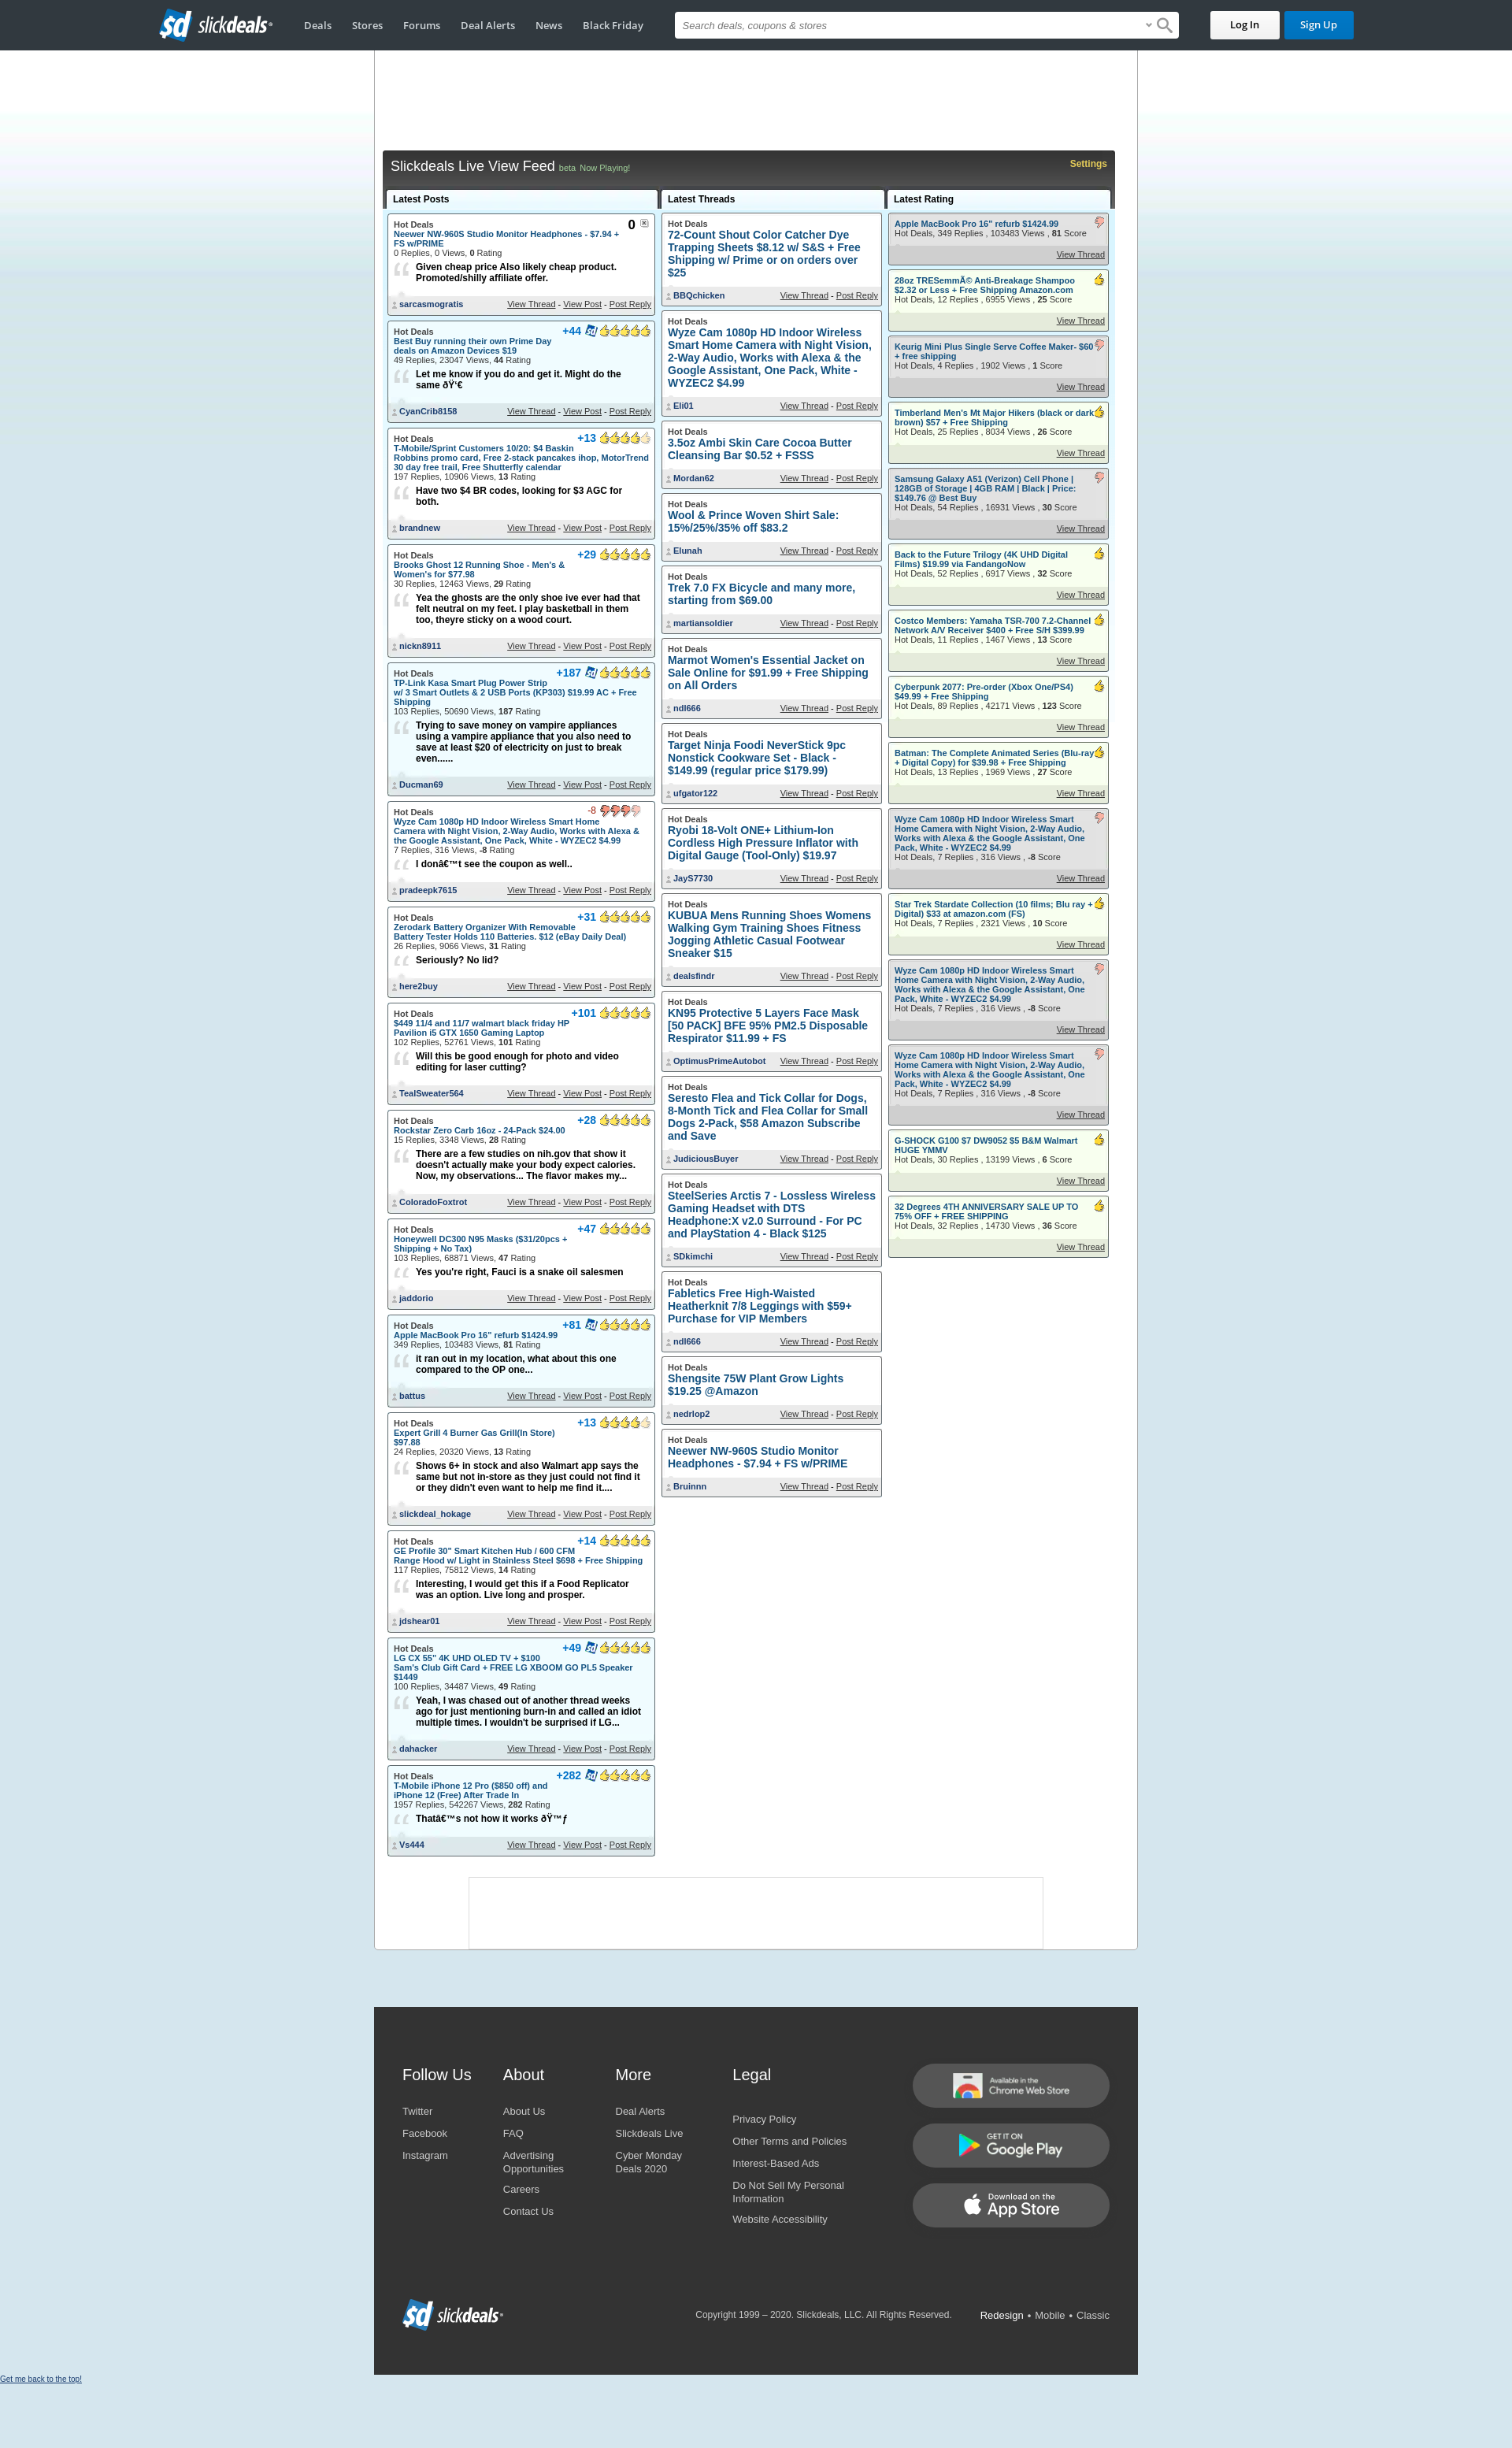 sd slickdeals
Deals Stores Forums Deal Alerts News Black Friday
Search deals, coupons & stores
Log In Sign Up
Slickdeals Live View Feed beta Now Playing!
Settings
Latest Posts
Hot Deals 0
Neewer NW-960S Studio Monitor Headphones - $7.94 +
FS w/PRIME
0 Replies, 0 Views, 0 Rating
Given cheap price Also likely cheap product.
Promoted/shilly affiliate offer.
sarcasmogratis View Thread - View Post - Post Reply
Hot Deals +44
Best Buy running their own Prime Day
deals on Amazon Devices $19
49 Replies, 23047 Views, 44 Rating
Let me know if you do and get it. Might do the
same ðŸ‘€
CyanCrib8158 View Thread - View Post - Post Reply
Hot Deals +13
T-Mobile/Sprint Customers 10/20: $4 Baskin
Robbins promo card, Free 2-stack pancakes ihop, MotorTrend
30 day free trail, Free Shutterfly calendar
197 Replies, 10906 Views, 13 Rating
Have two $4 BR codes, looking for $3 AGC for
both.
brandnew View Thread - View Post - Post Reply
Hot Deals +29
Brooks Ghost 12 Running Shoe - Men's &
Women's for $77.98
30 Replies, 12463 Views, 29 Rating
Yea the ghosts are the only shoe ive ever had that
felt neutral on my feet. I play basketball in them
too, theyre sticky on a wood court.
nickn8911 View Thread - View Post - Post Reply
Hot Deals +187
TP-Link Kasa Smart Plug Power Strip
w/ 3 Smart Outlets & 2 USB Ports (KP303) $19.99 AC + Free
Shipping
103 Replies, 50690 Views, 187 Rating
Trying to save money on vampire appliances
using a vampire appliance that you also need to
save at least $20 of electricity on just to break
even......
Ducman69 View Thread - View Post - Post Reply
Hot Deals -8
Wyze Cam 1080p HD Indoor Wireless Smart Home
Camera with Night Vision, 2-Way Audio, Works with Alexa &
the Google Assistant, One Pack, White - WYZEC2 $4.99
7 Replies, 316 Views, -8 Rating
I donâ€™t see the coupon as well..
pradeepk7615 View Thread - View Post - Post Reply
Hot Deals +31
Zerodark Battery Organizer With Removable
Battery Tester Holds 110 Batteries. $12 (eBay Daily Deal)
26 Replies, 9066 Views, 31 Rating
Seriously? No lid?
here2buy View Thread - View Post - Post Reply
Hot Deals +101
$449 11/4 and 11/7 walmart black friday HP
Pavilion i5 GTX 1650 Gaming Laptop
102 Replies, 52761 Views, 101 Rating
Will this be good enough for photo and video
editing for laser cutting?
TealSweater564 View Thread - View Post - Post Reply
Hot Deals +28
Rockstar Zero Carb 16oz - 24-Pack $24.00
15 Replies, 3348 Views, 28 Rating
There are a few studies on nih.gov that show it
doesn't actually make your body expect calories.
Now, my observations... The flavor makes my...
ColoradoFoxtrot View Thread - View Post - Post Reply
Hot Deals +47
Honeywell DC300 N95 Masks ($31/20pcs +
Shipping + No Tax)
103 Replies, 68871 Views, 47 Rating
Yes you're right, Fauci is a snake oil salesmen
jaddorio View Thread - View Post - Post Reply
Hot Deals +81
Apple MacBook Pro 16" refurb $1424.99
349 Replies, 103483 Views, 81 Rating
it ran out in my location, what about this one
compared to the OP one...
battus View Thread - View Post - Post Reply
Hot Deals +13
Expert Grill 4 Burner Gas Grill(In Store)
$97.88
24 Replies, 20320 Views, 13 Rating
Shows 6+ in stock and also Walmart app says the
same but not in-store as they just could not find it
or they didn't even want to help me find it....
slickdeal_hokage View Thread - View Post - Post Reply
Hot Deals +14
GE Profile 30" Smart Kitchen Hub / 600 CFM
Range Hood w/ Light in Stainless Steel $698 + Free Shipping
117 Replies, 75812 Views, 14 Rating
Interesting, I would get this if a Food Replicator
was an option. Live long and prosper.
jdshear01 View Thread - View Post - Post Reply
Hot Deals +49
LG CX 55" 4K UHD OLED TV + $100
Sam's Club Gift Card + FREE LG XBOOM GO PL5 Speaker
$1449
100 Replies, 34487 Views, 49 Rating
Yeah, I was chased out of another thread weeks
ago for just mentioning burn-in and called an idiot
multiple times. I wouldn't be surprised if LG...
dahacker View Thread - View Post - Post Reply
Hot Deals +282
T-Mobile iPhone 12 Pro ($850 off) and
iPhone 12 (Free) After Trade In
1957 Replies, 542267 Views, 282 Rating
Thatâ€™s not how it works ðŸ™ƒ
Vs444 View Thread - View Post - Post Reply
Latest Threads
Hot Deals
72-Count Shout Color Catcher Dye
Trapping Sheets $8.12 w/ S&S + Free
Shipping w/ Prime or on orders over
$25
BBQchicken View Thread - Post Reply
Hot Deals
Wyze Cam 1080p HD Indoor Wireless
Smart Home Camera with Night Vision,
2-Way Audio, Works with Alexa & the
Google Assistant, One Pack, White -
WYZEC2 $4.99
Eli01 View Thread - Post Reply
Hot Deals
3.5oz Ambi Skin Care Cocoa Butter
Cleansing Bar $0.52 + FSSS
Mordan62 View Thread - Post Reply
Hot Deals
Wool & Prince Woven Shirt Sale:
15%/25%/35% off $83.2
Elunah View Thread - Post Reply
Hot Deals
Trek 7.0 FX Bicycle and many more,
starting from $69.00
martiansoldier View Thread - Post Reply
Hot Deals
Marmot Women's Essential Jacket on
Sale Online for $91.99 + Free Shipping
on All Orders
ndl666 View Thread - Post Reply
Hot Deals
Target Ninja Foodi NeverStick 9pc
Nonstick Cookware Set - Black -
$149.99 (regular price $179.99)
ufgator122 View Thread - Post Reply
Hot Deals
Ryobi 18-Volt ONE+ Lithium-Ion
Cordless High Pressure Inflator with
Digital Gauge (Tool-Only) $19.97
JayS7730 View Thread - Post Reply
Hot Deals
KUBUA Mens Running Shoes Womens
Walking Gym Training Shoes Fitness
Jogging Athletic Casual Footwear
Sneaker $15
dealsfindr View Thread - Post Reply
Hot Deals
KN95 Protective 5 Layers Face Mask
[50 PACK] BFE 95% PM2.5 Disposable
Respirator $11.99 + FS
OptimusPrimeAutobot View Thread - Post Reply
Hot Deals
Seresto Flea and Tick Collar for Dogs,
8-Month Tick and Flea Collar for Small
Dogs 2-Pack, $58 Amazon Subscribe
and Save
JudiciousBuyer View Thread - Post Reply
Hot Deals
SteelSeries Arctis 7 - Lossless Wireless
Gaming Headset with DTS
Headphone:X v2.0 Surround - For PC
and PlayStation 4 - Black $125
SDkimchi View Thread - Post Reply
Hot Deals
Fabletics Free High-Waisted
Heatherknit 7/8 Leggings with $59+
Purchase for VIP Members
ndl666 View Thread - Post Reply
Hot Deals
Shengsite 75W Plant Grow Lights
$19.25 @Amazon
nedrlop2 View Thread - Post Reply
Hot Deals
Neewer NW-960S Studio Monitor
Headphones - $7.94 + FS w/PRIME
Bruinnn View Thread - Post Reply
Latest Rating
Apple MacBook Pro 16" refurb $1424.99
Hot Deals, 349 Replies , 103483 Views , 81 Score
View Thread
28oz TRESemmÃ© Anti-Breakage Shampoo
$2.32 or Less + Free Shipping Amazon.com
Hot Deals, 12 Replies , 6955 Views , 25 Score
View Thread
Keurig Mini Plus Single Serve Coffee Maker- $60
+ free shipping
Hot Deals, 4 Replies , 1902 Views , 1 Score
View Thread
Timberland Men's Mt Major Hikers (black or dark
brown) $57 + Free Shipping
Hot Deals, 25 Replies , 8034 Views , 26 Score
View Thread
Samsung Galaxy A51 (Verizon) Cell Phone |
128GB of Storage | 4GB RAM | Black | Price:
$149.76 @ Best Buy
Hot Deals, 54 Replies , 16931 Views , 30 Score
View Thread
Back to the Future Trilogy (4K UHD Digital
Films) $19.99 via FandangoNow
Hot Deals, 52 Replies , 6917 Views , 32 Score
View Thread
Costco Members: Yamaha TSR-700 7.2-Channel
Network A/V Receiver $400 + Free S/H $399.99
Hot Deals, 11 Replies , 1467 Views , 13 Score
View Thread
Cyberpunk 2077: Pre-order (Xbox One/PS4)
$49.99 + Free Shipping
Hot Deals, 89 Replies , 42171 Views , 123 Score
View Thread
Batman: The Complete Animated Series (Blu-ray
+ Digital Copy) for $39.98 + Free Shipping
Hot Deals, 13 Replies , 1969 Views , 27 Score
View Thread
Wyze Cam 1080p HD Indoor Wireless Smart
Home Camera with Night Vision, 2-Way Audio,
Works with Alexa & the Google Assistant, One
Pack, White - WYZEC2 $4.99
Hot Deals, 7 Replies , 316 Views , -8 Score
View Thread
Star Trek Stardate Collection (10 films; Blu ray +
Digital) $33 at amazon.com (FS)
Hot Deals, 7 Replies , 2321 Views , 10 Score
View Thread
Wyze Cam 1080p HD Indoor Wireless Smart
Home Camera with Night Vision, 2-Way Audio,
Works with Alexa & the Google Assistant, One
Pack, White - WYZEC2 $4.99
Hot Deals, 7 Replies , 316 Views , -8 Score
View Thread
Wyze Cam 1080p HD Indoor Wireless Smart
Home Camera with Night Vision, 2-Way Audio,
Works with Alexa & the Google Assistant, One
Pack, White - WYZEC2 $4.99
Hot Deals, 7 Replies , 316 Views , -8 Score
View Thread
G-SHOCK G100 $7 DW9052 $5 B&M Walmart
HUGE YMMV
Hot Deals, 30 Replies , 13199 Views , 6 Score
View Thread
32 Degrees 4TH ANNIVERSARY SALE UP TO
75% OFF + FREE SHIPPING
Hot Deals, 32 Replies , 14730 Views , 36 Score
View Thread
Follow Us
Twitter
Facebook
Instagram
About
About Us
FAQ
Advertising
Opportunities
Careers
Contact Us
More
Deal Alerts
Slickdeals Live
Cyber Monday
Deals 2020
Legal
Privacy Policy
Other Terms and Policies
Interest-Based Ads
Do Not Sell My Personal
Information
Website Accessibility
Available in the
Chrome Web Store
GET IT ON
Google Play
Download on the
App Store
sd slickdeals
Copyright 1999 – 2020. Slickdeals, LLC. All Rights Reserved.
Redesign • Mobile • Classic
Get me back to the top!